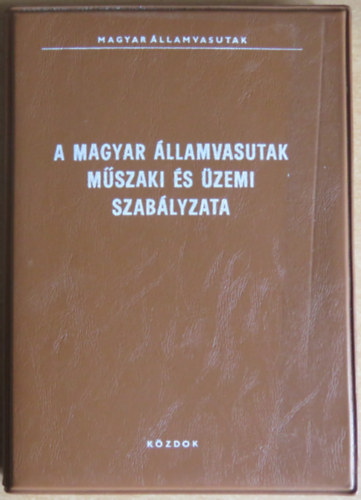 MAGYAR ÁLLAMVASUTAK
A MAGYAR ÁLLAMVASUTAK
MŰSZAKI ÉS ÜZEMI
SZABÁLYZATA
KÖZDOK